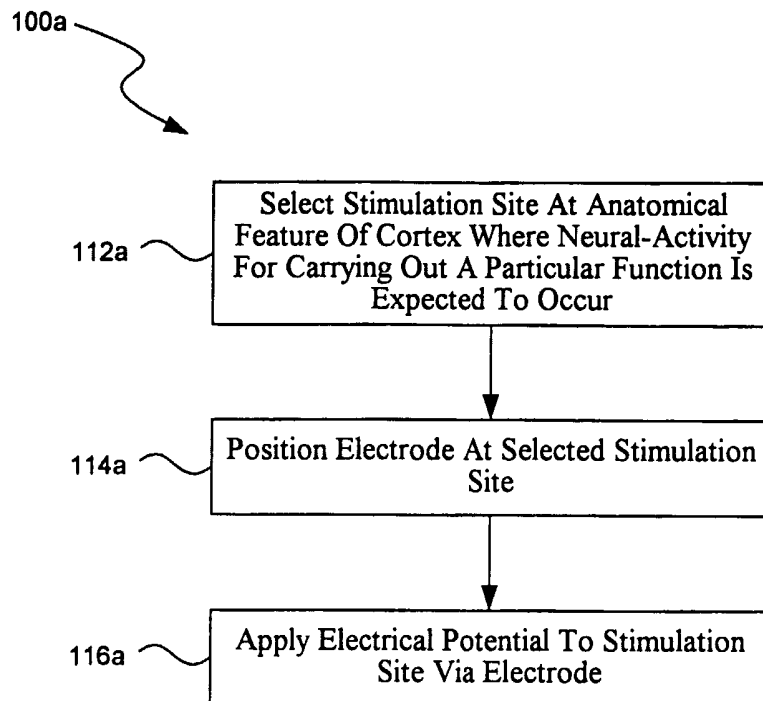 100a
Select Stimulation Site At Anatomical
Feature Of Cortex Where Neural-Activity
For Carrying Out A Particular Function Is
Expected To Occur
112a
Position Electrode At Selected Stimulation
Site
114a
Apply Electrical Potential To Stimulation
Site Via Electrode
116a